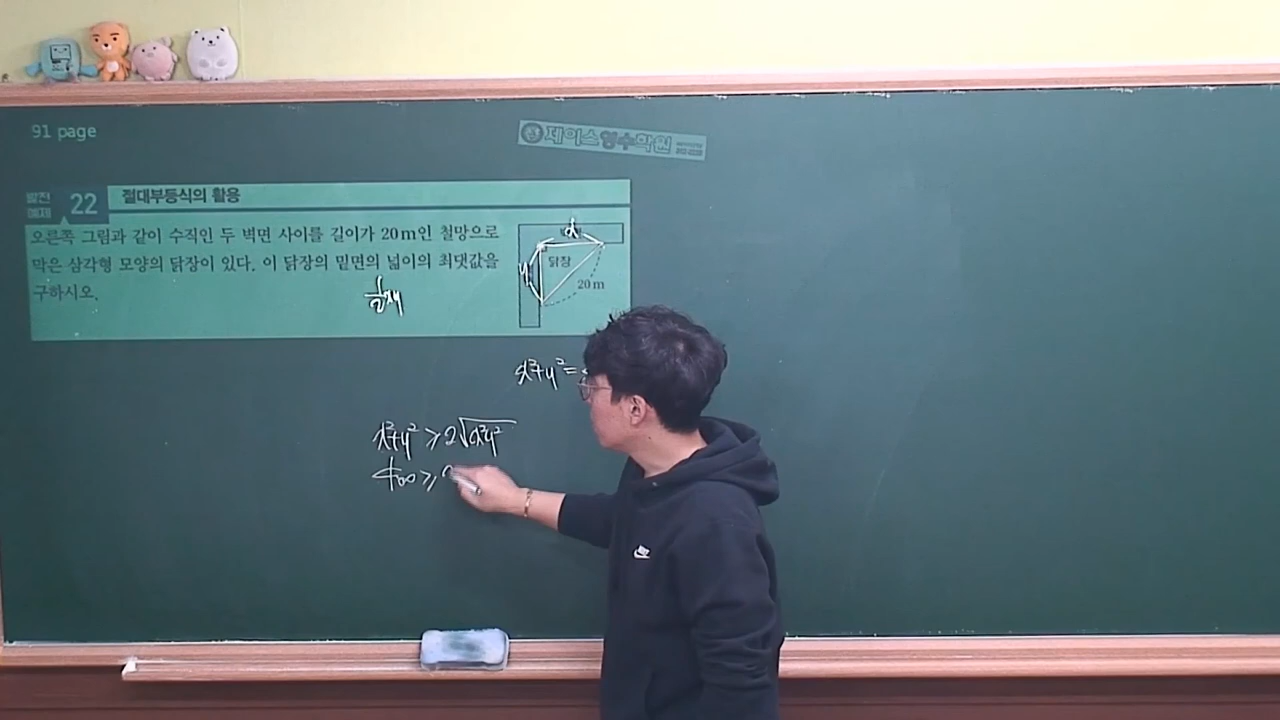 91 page
제이스영수학원
발전
예제 22 절대부등식의 활용
오른쪽 그림과 같이 수직인 두 벽면 사이를 길이가 20 m인 철망으로
막은 삼각형 모양의 닭장이 있다. 이 닭장의 밑면의 넓이의 최댓값을
구하시오.
x
y
닭장
20 m
½xy
x²+y²=
x²+y² ≥ 2√x²y²
400 ≥ 2